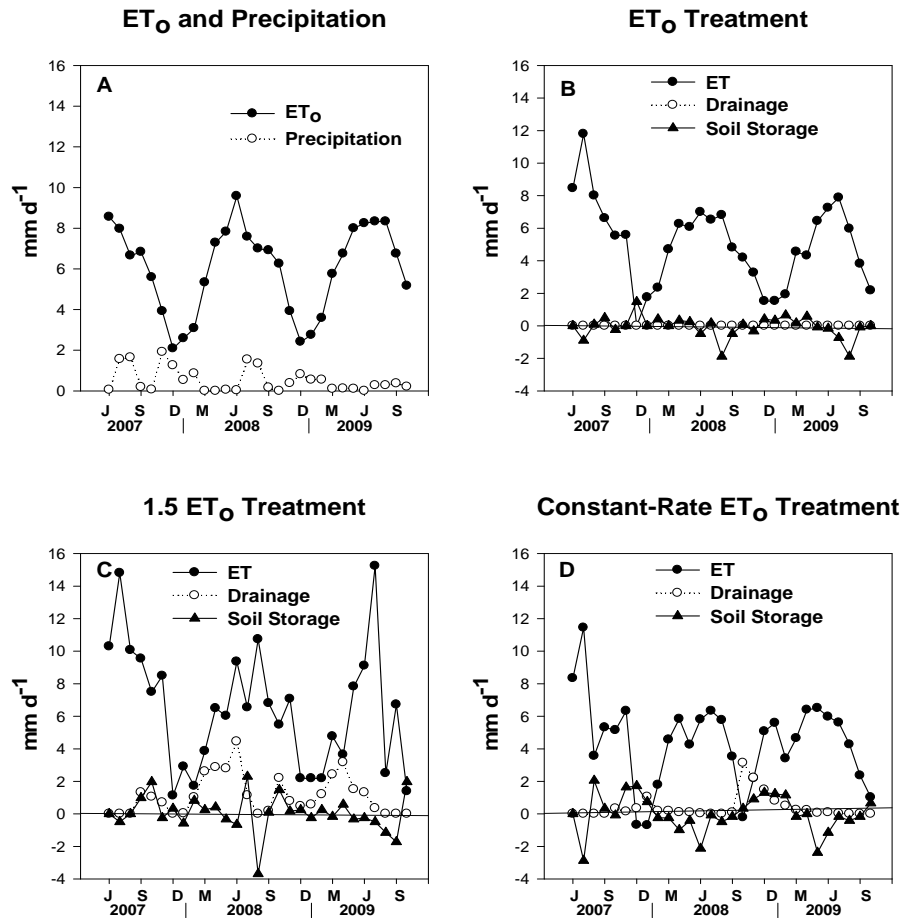 ETo and Precipitation
A
ETo
Precipitation
mm d-1
16
14
12
10
8
6
4
2
0
J S D M J S D M J S
2007 | 2008 | 2009
ETo Treatment
B
ET
Drainage
Soil Storage
mm d-1
16
14
12
10
8
6
4
2
0
-2
-4
J S D M J S D M J S
2007 | 2008 | 2009
1.5 ETo Treatment
C
ET
Drainage
Soil Storage
mm d-1
16
14
12
10
8
6
4
2
0
-2
-4
J S D M J S D M J S
2007 | 2008 | 2009
Constant-Rate ETo Treatment
D
ET
Drainage
Soil Storage
mm d-1
16
14
12
10
8
6
4
2
0
-2
-4
J S D M J S D M J S
2007 | 2008 | 2009